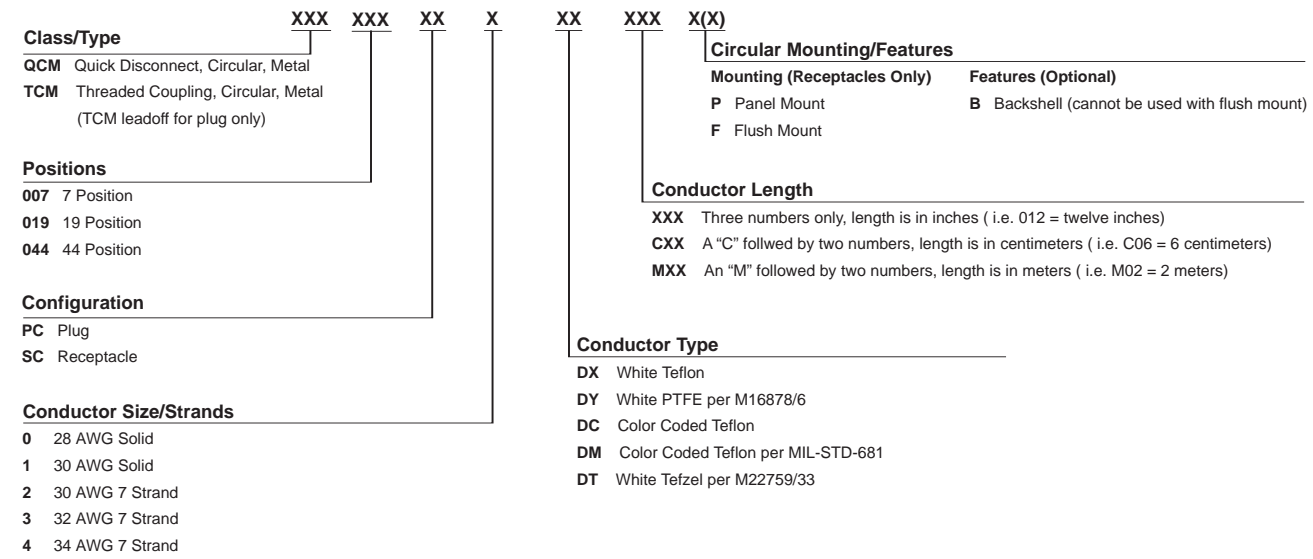 XXX XXX XX X XX XXX X(X)
Class/Type
QCM Quick Disconnect, Circular, Metal
TCM Threaded Coupling, Circular, Metal
(TCM leadoff for plug only)
Positions
007 7 Position
019 19 Position
044 44 Position
Configuration
PC Plug
SC Receptacle
Conductor Size/Strands
0 28 AWG Solid
1 30 AWG Solid
2 30 AWG 7 Strand
3 32 AWG 7 Strand
4 34 AWG 7 Strand
Circular Mounting/Features
Mounting (Receptacles Only) Features (Optional)
P Panel Mount B Backshell (cannot be used with flush mount)
F Flush Mount
Conductor Length
XXX Three numbers only, length is in inches ( i.e. 012 = twelve inches)
CXX A “C” follwed by two numbers, length is in centimeters ( i.e. C06 = 6 centimeters)
MXX An “M” followed by two numbers, length is in meters ( i.e. M02 = 2 meters)
Conductor Type
DX White Teflon
DY White PTFE per M16878/6
DC Color Coded Teflon
DM Color Coded Teflon per MIL-STD-681
DT White Tefzel per M22759/33